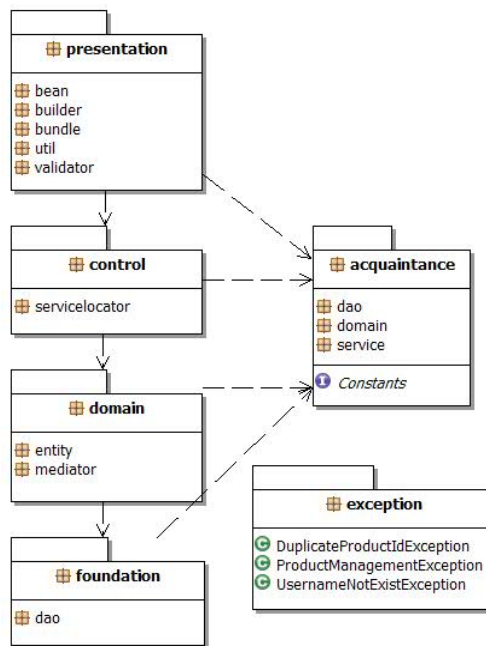 presentation
bean
builder
bundle
util
validator
control
servicelocator
domain
entity
mediator
foundation
dao
acquaintance
dao
domain
service
I Constants
exception
C DuplicateProductIdException
C ProductManagementException
C UsernameNotExistException